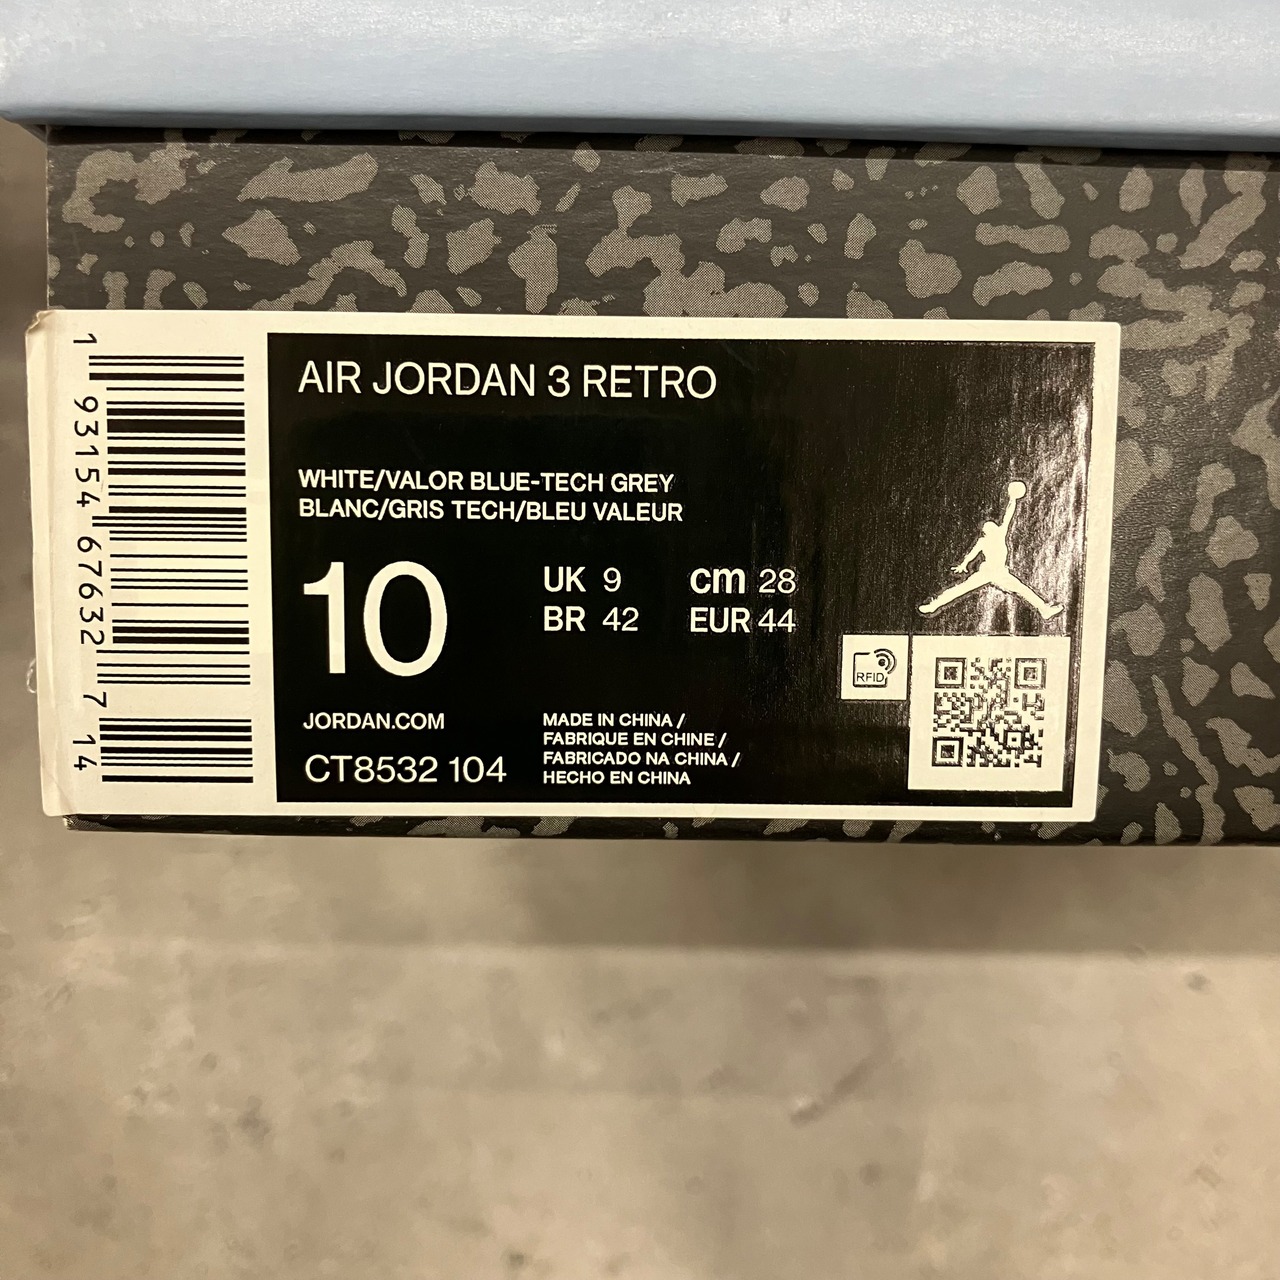 1 93154 67632 7 14
AIR JORDAN 3 RETRO
WHITE/VALOR BLUE-TECH GREY
BLANC/GRIS TECH/BLEU VALEUR
10
UK 9 cm 28
BR 42 EUR 44
RFID
JORDAN.COM
CT8532 104
MADE IN CHINA /
FABRIQUE EN CHINE /
FABRICADO NA CHINA /
HECHO EN CHINA